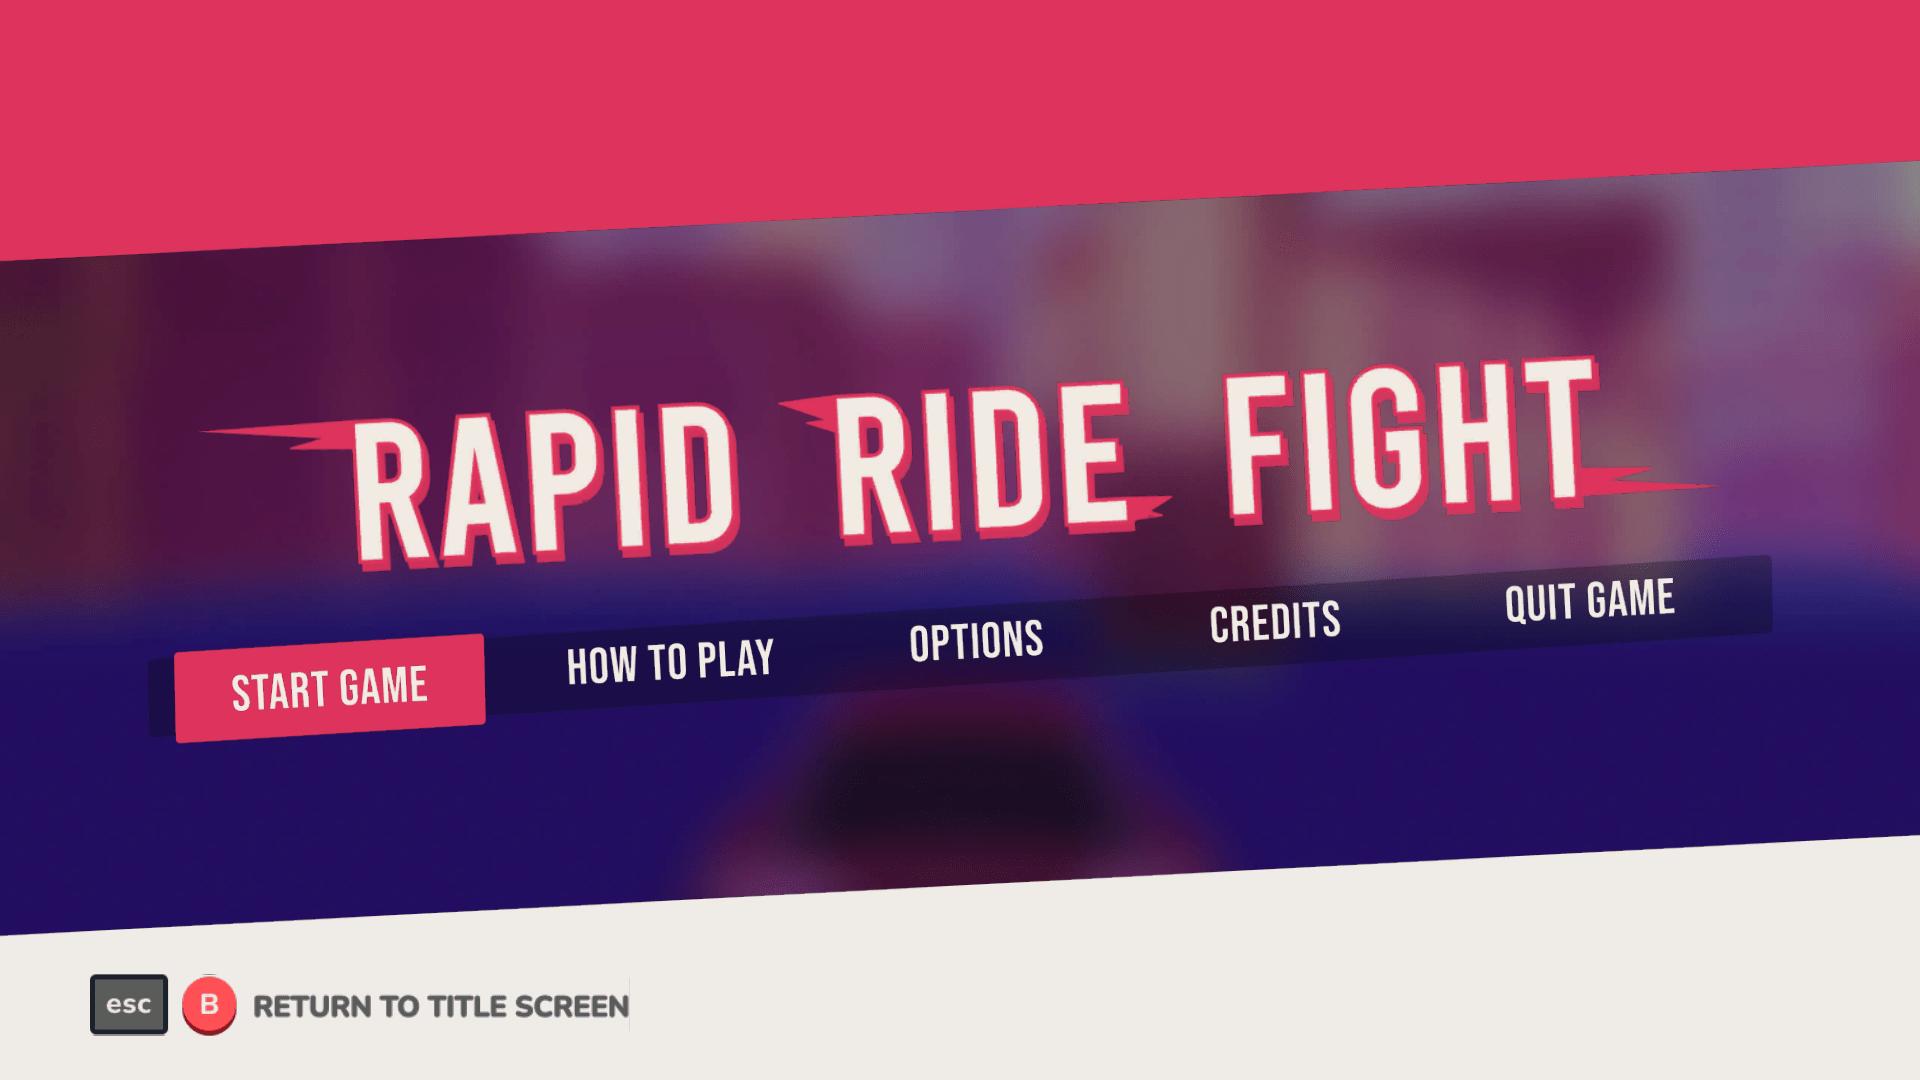 RAPID RIDE FIGHT
START GAME
HOW TO PLAY
OPTIONS
CREDITS
QUIT GAME
esc B RETURN TO TITLE SCREEN